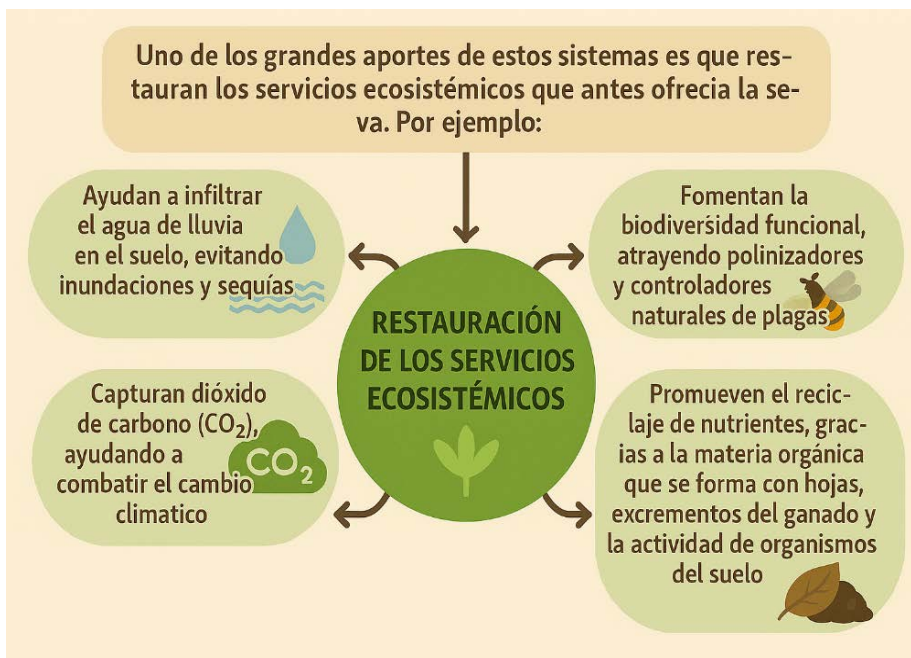 Uno de los grandes aportes de estos sistemas es que res-
tauran los servicios ecosistémicos que antes ofrecia la se-
va. Por ejemplo:
Ayudan a infiltrar
el agua de lluvia
en el suelo, evitando
inundaciones y sequías
Fomentan la
biodiversidad funcional,
atrayendo polinizadores
y controladores
naturales de plagas
RESTAURACIÓN
DE LOS SERVICIOS
ECOSISTÉMICOS
Capturan dióxido
de carbono (CO₂),
ayudando a
combatir el cambio
climatico
CO₂
Promueven el recic-
laje de nutrientes, grac-
ias a la materia orgánica
que se forma con hojas,
excrementos del ganado y
la actividad de organismos
del suelo